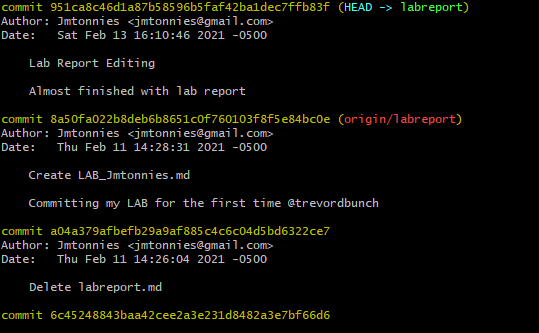 commit 951ca8c46d1a87b58596b5faf42ba1dec7ffb83f (HEAD -> labreport)
Author: Jmtonnies <jmtonnies@gmail.com>
Date:   Sat Feb 13 16:10:46 2021 -0500
Lab Report Editing
Almost finished with lab report
commit 8a50fa022b8deb6b8651c0f760103f8f5e84bc0e (origin/labreport)
Author: Jmtonnies <jmtonnies@gmail.com>
Date:   Thu Feb 11 14:28:31 2021 -0500
Create LAB_Jmtonnies.md
Committing my LAB for the first time @trevordbunch
commit a04a379afbefb29a9af885c4c6c04d5bd6322ce7
Author: Jmtonnies <jmtonnies@gmail.com>
Date:   Thu Feb 11 14:26:04 2021 -0500
Delete labreport.md
commit 6c45248843baa42cee2a3e231d8482a3e7bf66d6